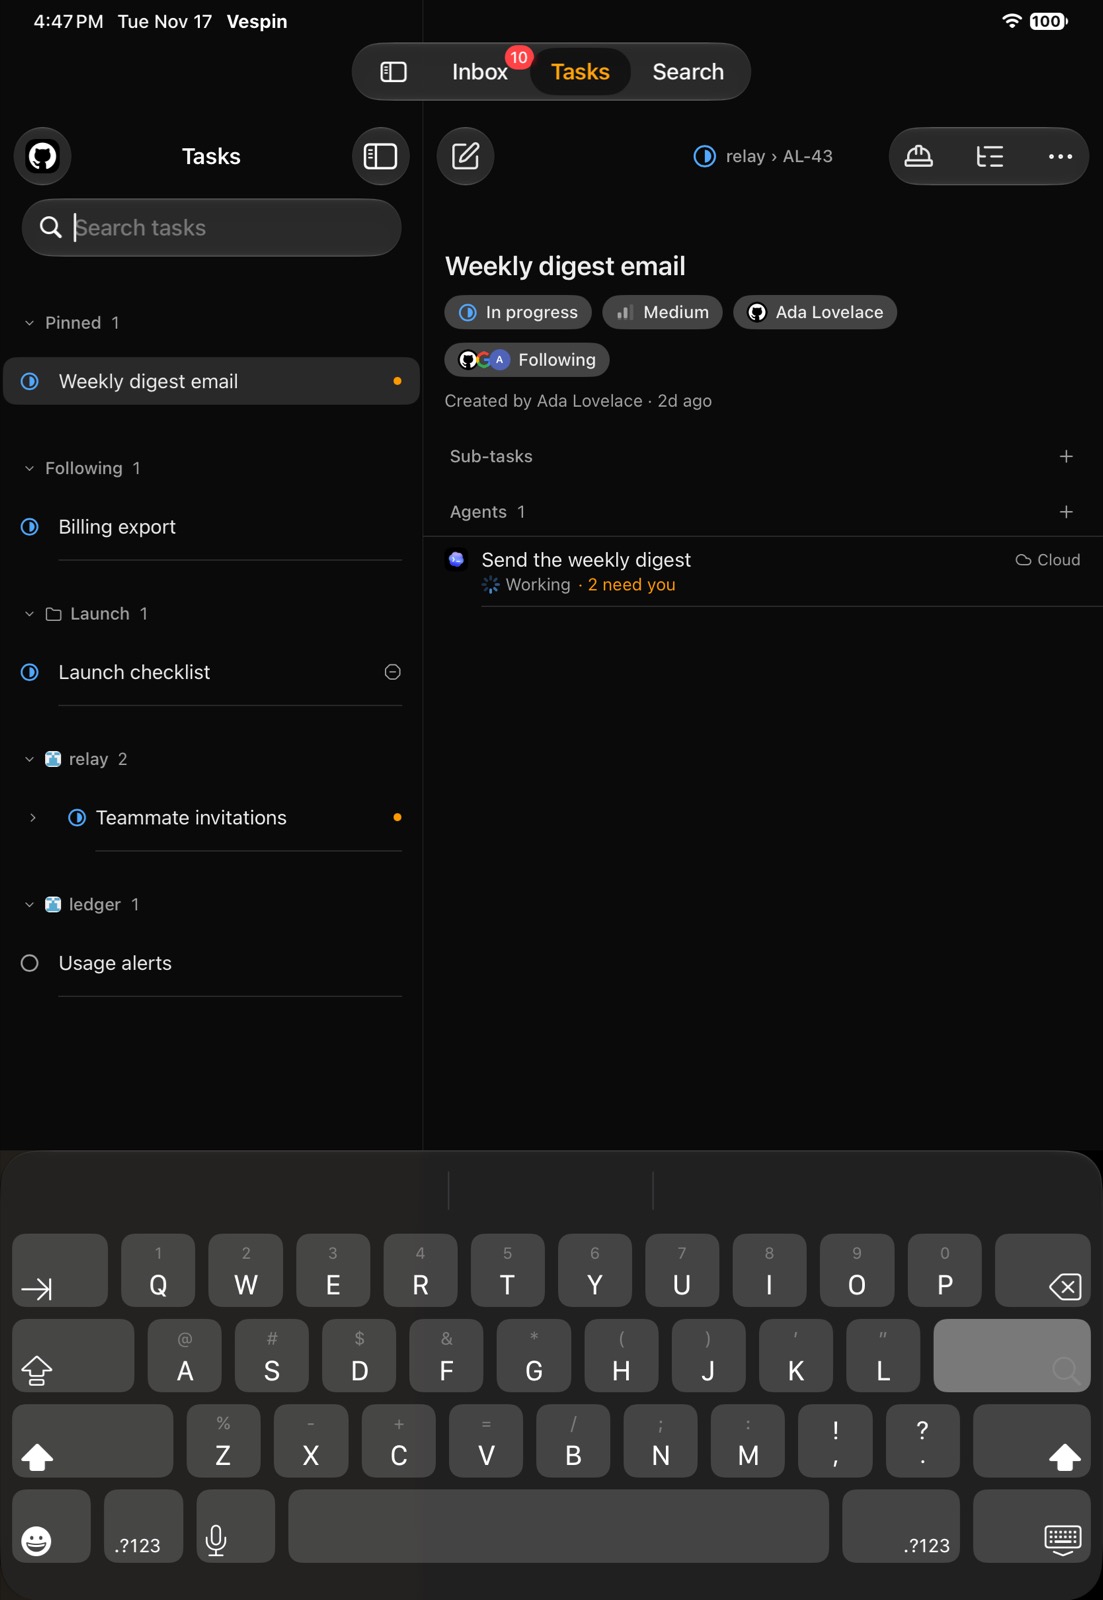 4:47 PM Tue Nov 17 Vespin
100
Inbox 10 Tasks Search
Tasks
Search tasks
Pinned 1
Weekly digest email
Following 1
Billing export
Launch 1
Launch checklist
relay 2
Teammate invitations
ledger 1
Usage alerts
relay › AL-43
Weekly digest email
In progress Medium Ada Lovelace
A Following
Created by Ada Lovelace · 2d ago
Sub-tasks
Agents 1
Send the weekly digest Cloud
Working · 2 need you
1 2 3 4 5 6 7 8 9 0
Q W E R T Y U I O P
@ # $ & * ( ) ' "
A S D F G H J K L
% - + = / ; : ! ?
Z X C V B N M , .
.?123 .?123